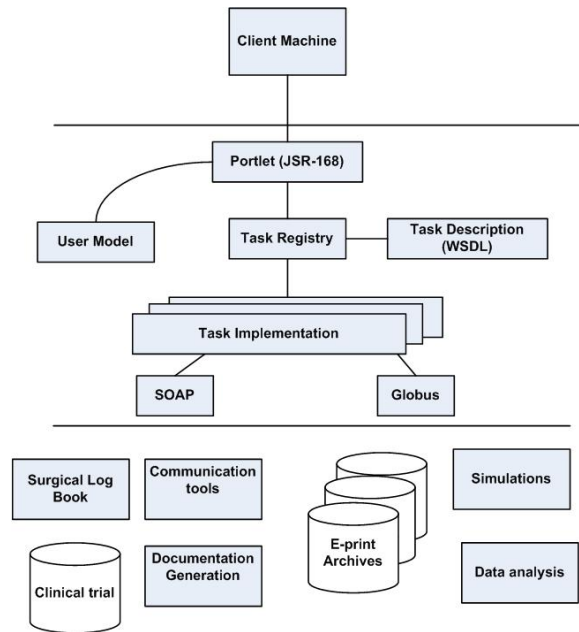 Client Machine
Portlet (JSR-168)
User Model
Task Registry
Task Description
(WSDL)
Task Implementation
SOAP
Globus
Surgical Log
Book
Communication
tools
Simulations
E-print
Archives
Clinical trial
Documentation
Generation
Data analysis